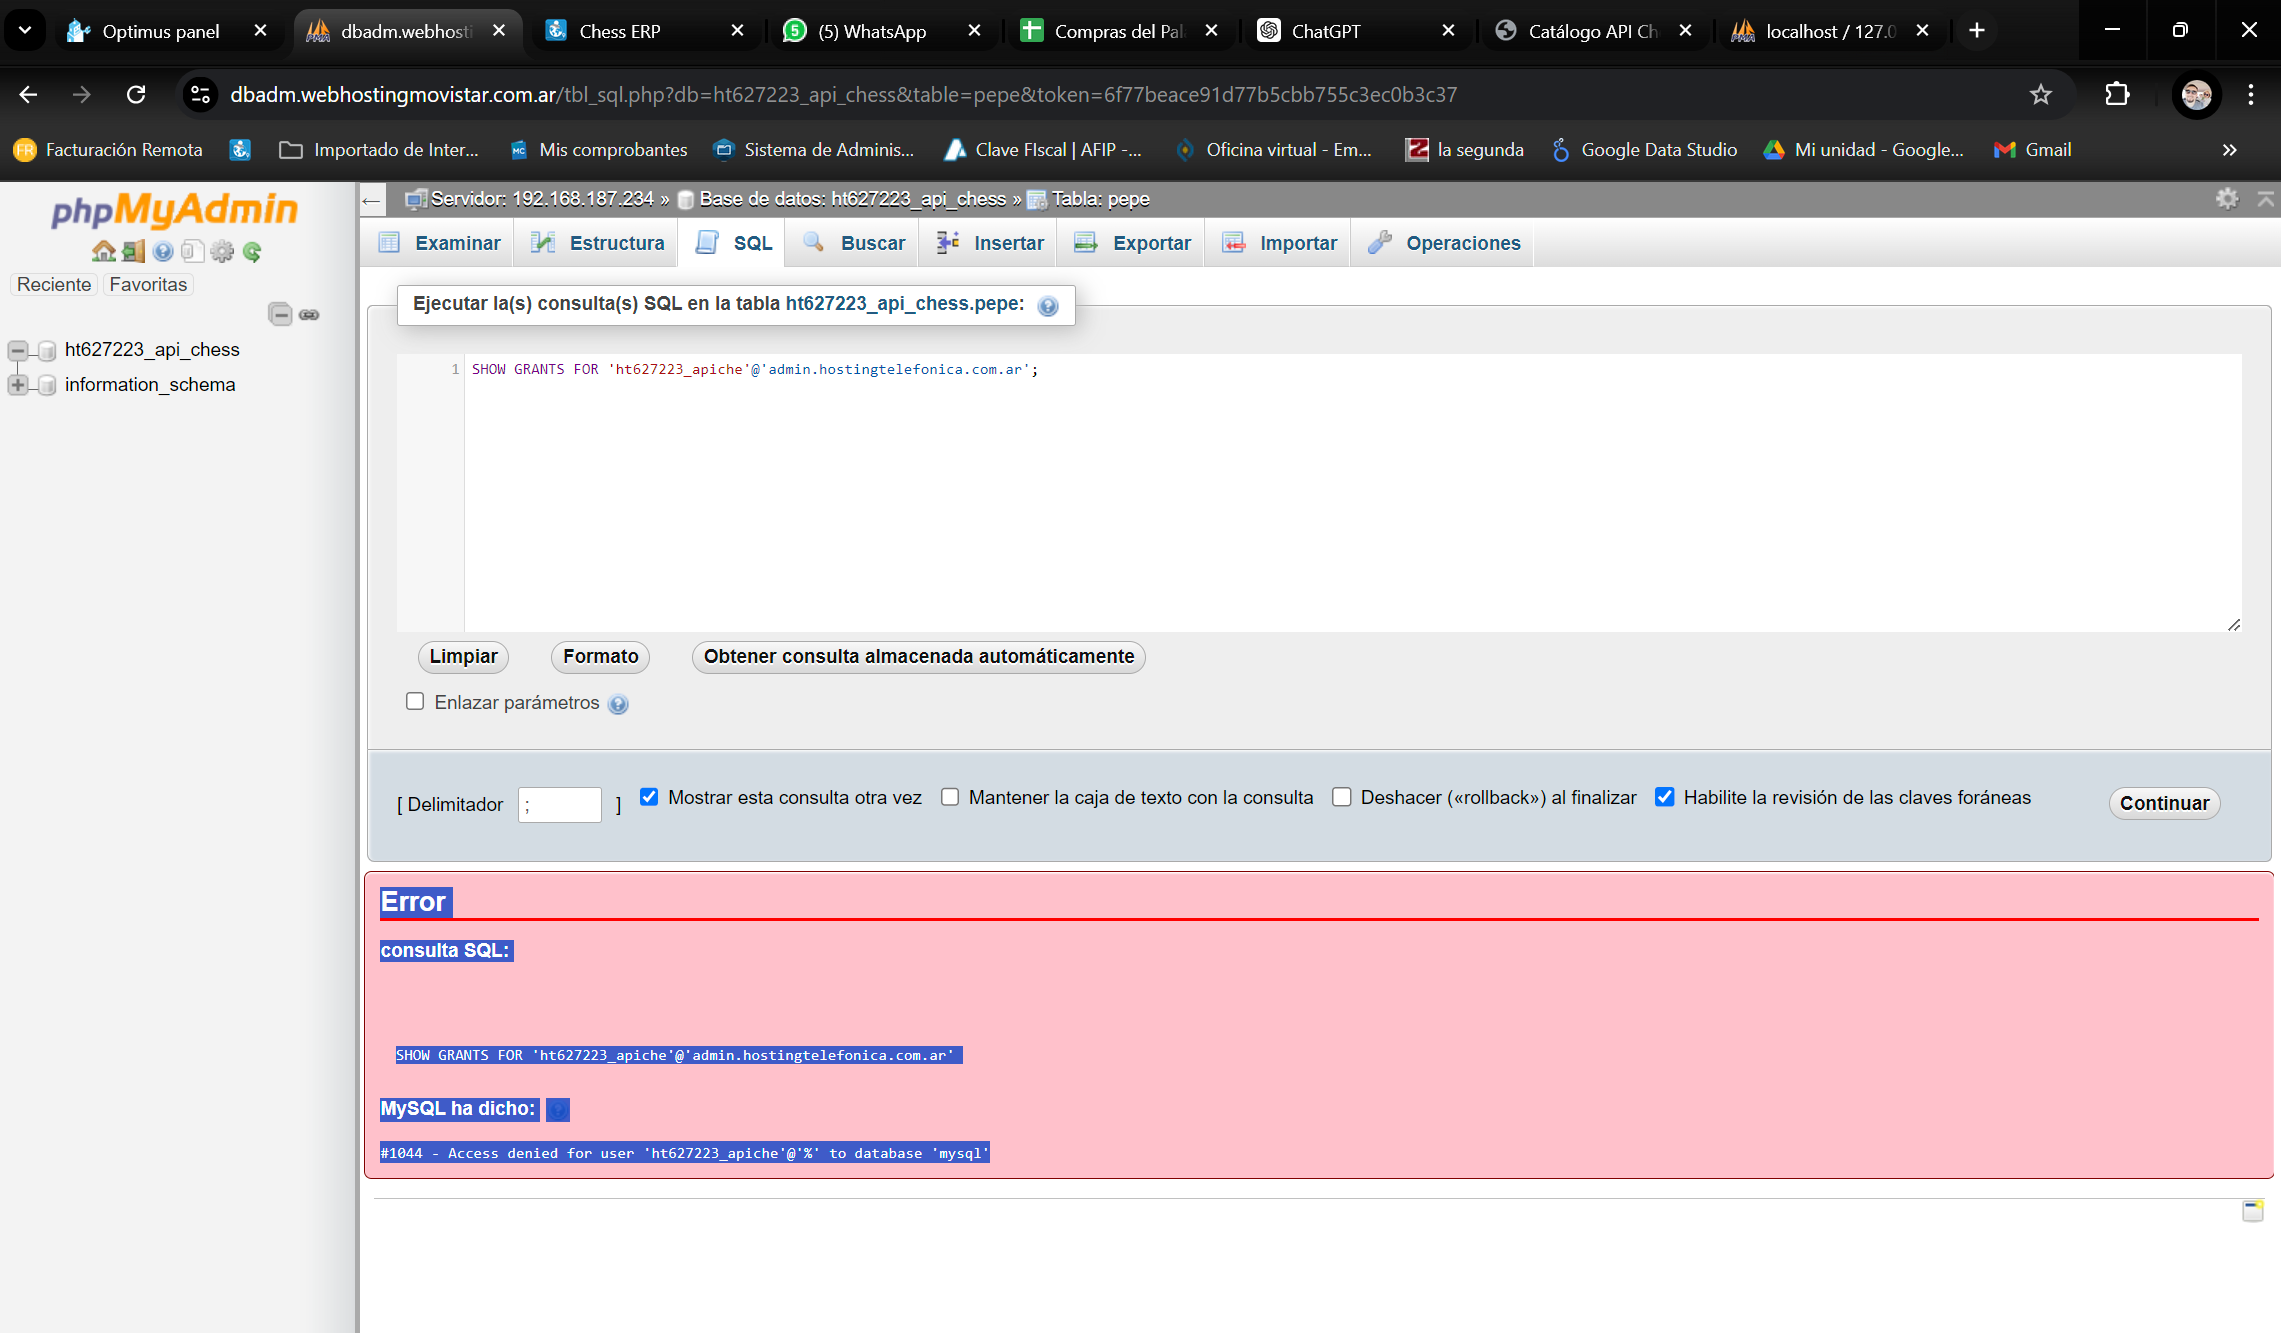 Optimus panel
dbadm.webhosti
Chess ERP
(5) WhatsApp
Compras del Pal
ChatGPT
Catálogo API Ch
localhost / 127.0
dbadm.webhostingmovistar.com.ar/tbl_sql.php?db=ht627223_api_chess&table=pepe&token=6f77beace91d77b5cbb755c3ec0b3c37
FR Facturación Remota
Importado de Inter...
MC Mis comprobantes
Sistema de Adminis...
Clave FIscal | AFIP -...
Oficina virtual - Em...
la segunda
Google Data Studio
Mi unidad - Google...
Gmail
phpMyAdmin
Reciente
Favoritas
ht627223_api_chess
information_schema
Servidor: 192.168.187.234 » Base de datos: ht627223_api_chess » Tabla: pepe
Examinar
Estructura
SQL
Buscar
Insertar
Exportar
Importar
Operaciones
Ejecutar la(s) consulta(s) SQL en la tabla ht627223_api_chess.pepe:
1 SHOW GRANTS FOR 'ht627223_apiche'@'admin.hostingtelefonica.com.ar';
Limpiar
Formato
Obtener consulta almacenada automáticamente
Enlazar parámetros
[ Delimitador ; ]
Mostrar esta consulta otra vez
Mantener la caja de texto con la consulta
Deshacer («rollback») al finalizar
Habilite la revisión de las claves foráneas
Continuar
Error
consulta SQL:
SHOW GRANTS FOR 'ht627223_apiche'@'admin.hostingtelefonica.com.ar'
MySQL ha dicho:
#1044 - Access denied for user 'ht627223_apiche'@'%' to database 'mysql'